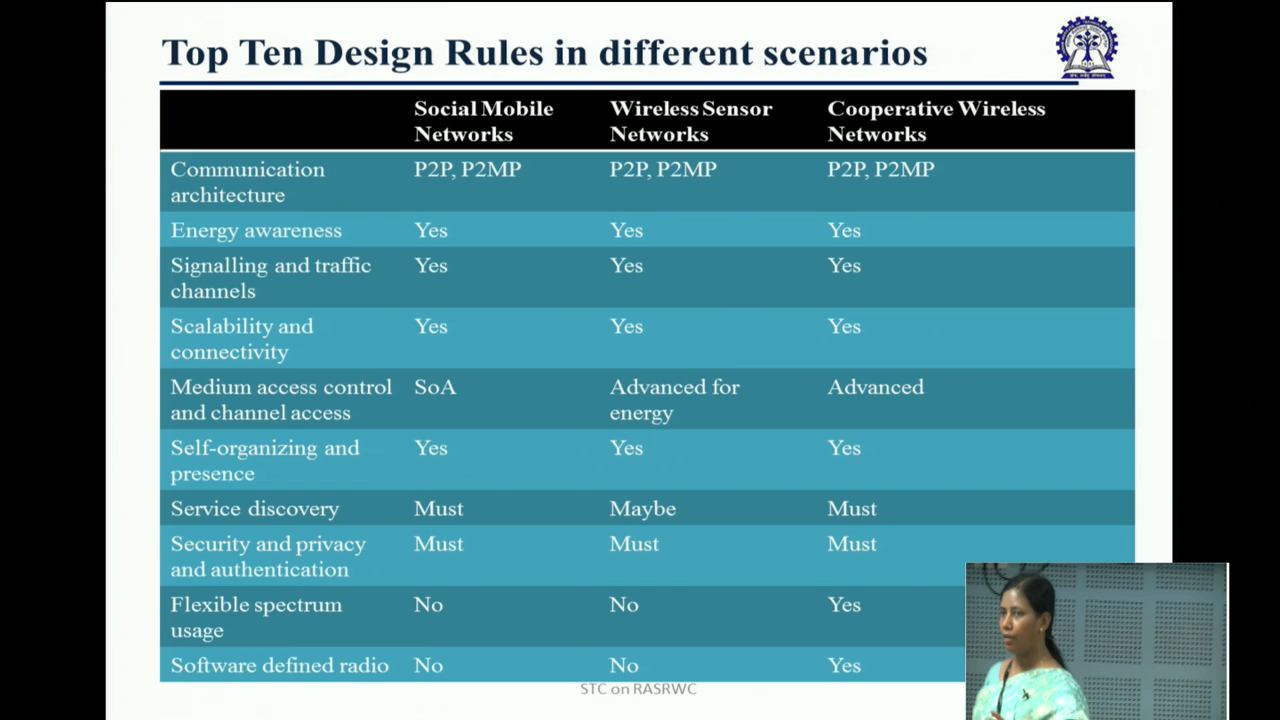 Top Ten Design Rules in different scenarios
Social Mobile Networks Wireless Sensor Networks Cooperative Wireless Networks
Communication architecture P2P, P2MP P2P, P2MP P2P, P2MP
Energy awareness Yes Yes Yes
Signalling and traffic channels Yes Yes Yes
Scalability and connectivity Yes Yes Yes
Medium access control and channel access SoA Advanced for energy Advanced
Self-organizing and presence Yes Yes Yes
Service discovery Must Maybe Must
Security and privacy and authentication Must Must Must
Flexible spectrum usage No No Yes
Software defined radio No No Yes
STC on RASRWC